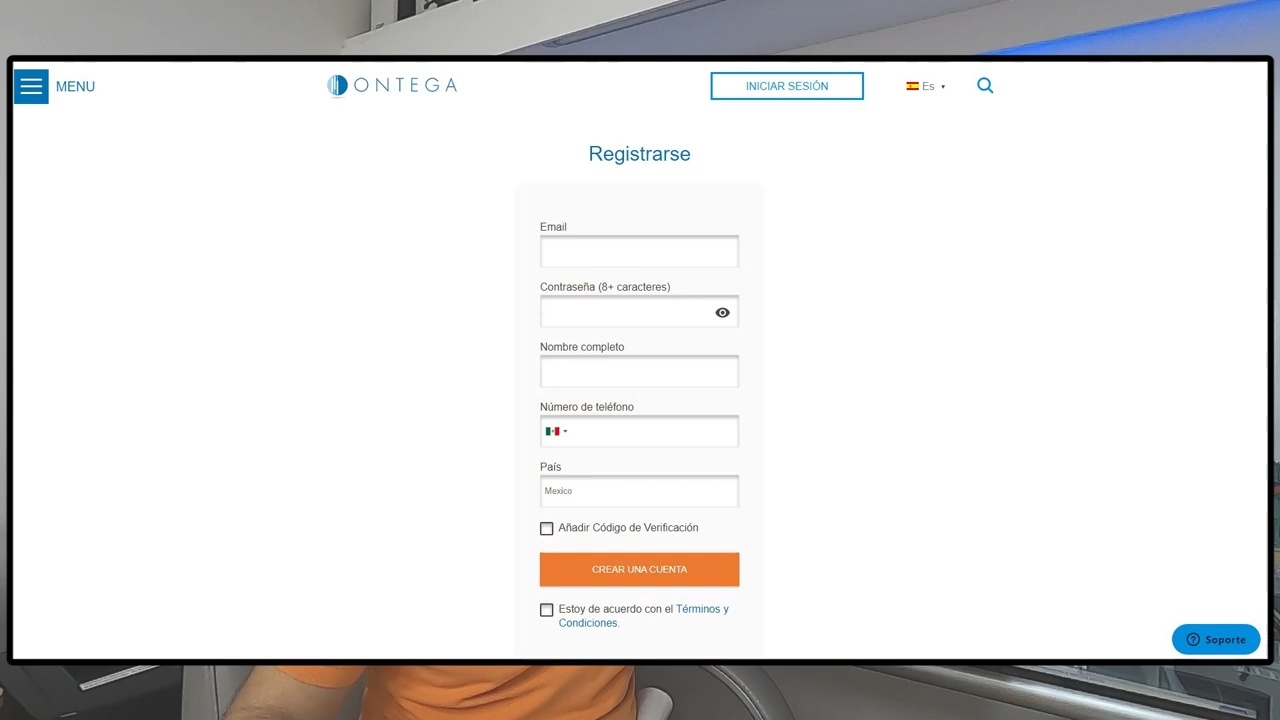 MENU
ONTEGA
INICIAR SESIÓN
Es
Registrarse
Email
Contraseña (8+ caracteres)
Nombre completo
Número de teléfono
País
Mexico
Añadir Código de Verificación
CREAR UNA CUENTA
Estoy de acuerdo con el Términos y
Condiciones.
Soporte